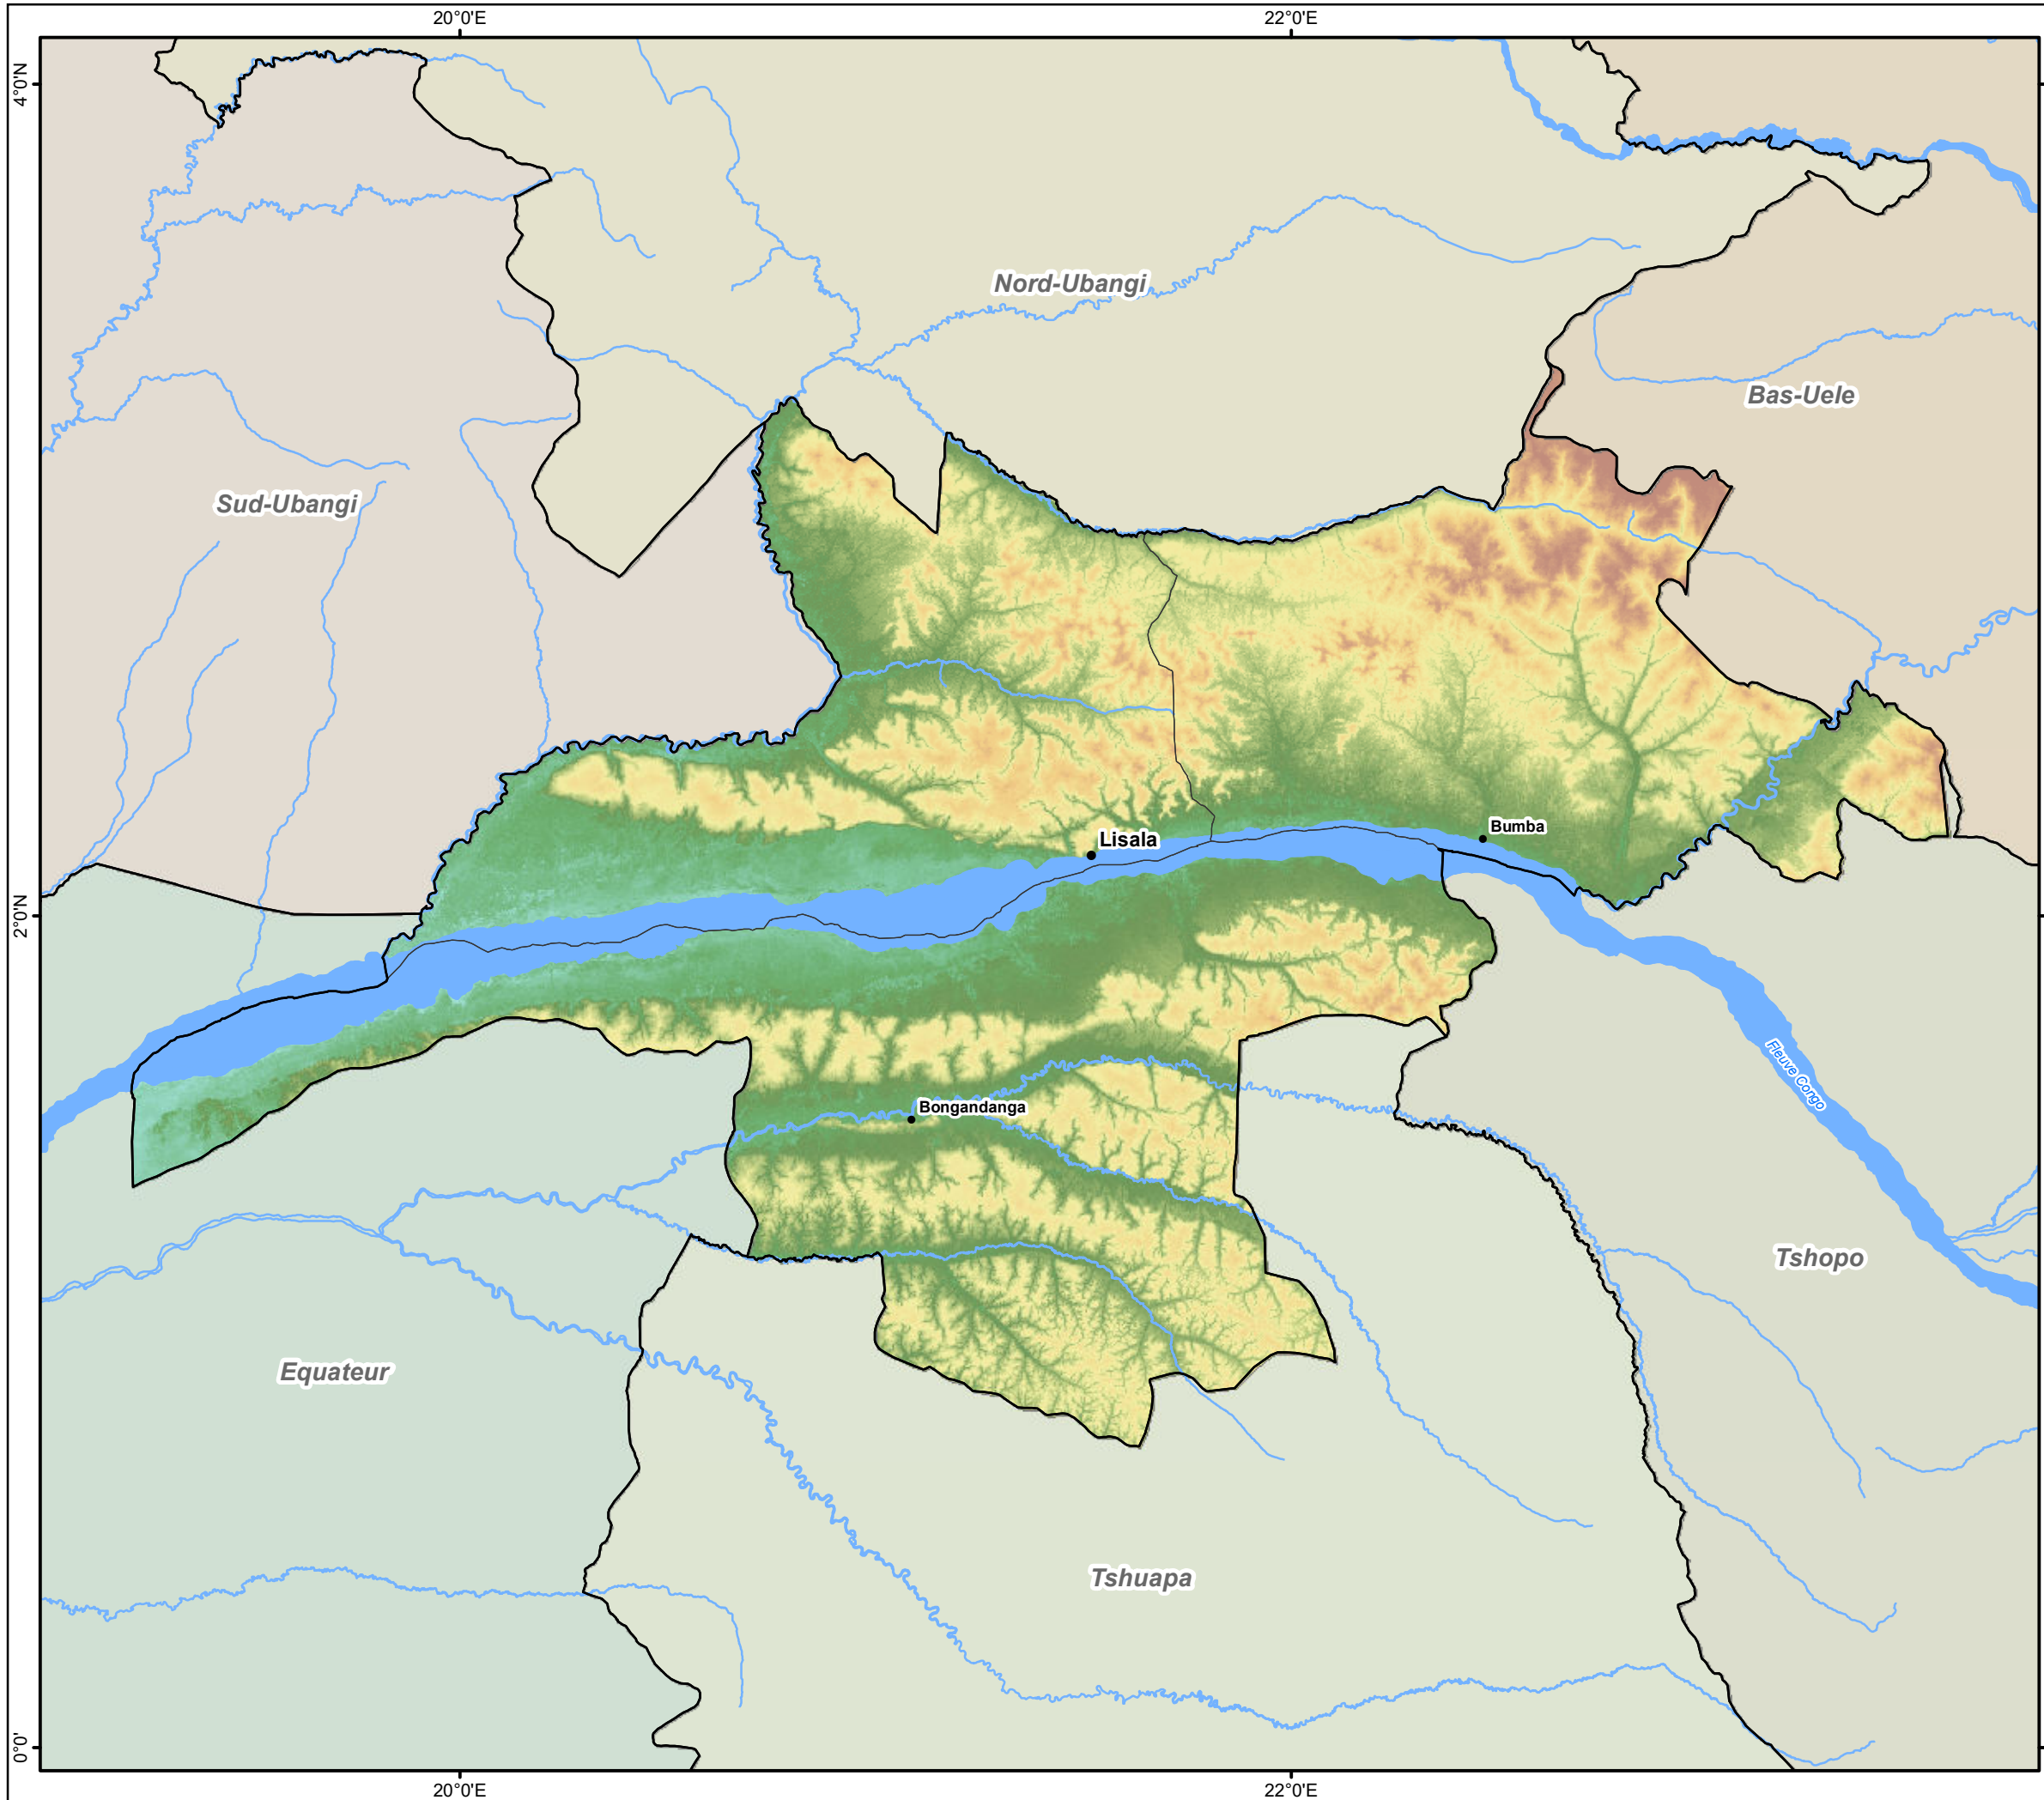 20°0'E
22°0'E
4°0'N
Nord-Ubangi
Bas-Uele
Sud-Ubangi
Bumba
Lisala
2°0'N
Fleuve Congo
Bongandanga
Tshopo
Equateur
Tshuapa
0°0'
20°0'E
22°0'E